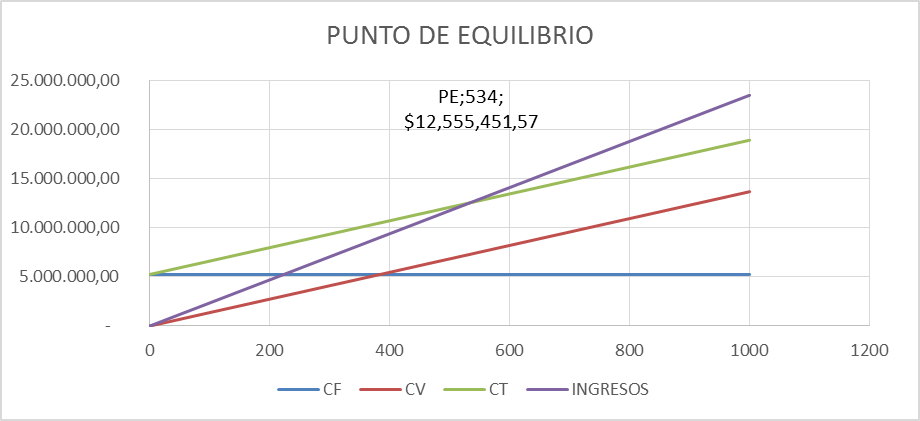 PUNTO DE EQUILIBRIO
25.000.000,00
20.000.000,00
15.000.000,00
10.000.000,00
5.000.000,00
-
PE;534;
$12,555,451,57
0 200 400 600 800 1000 1200
CF CV CT INGRESOS